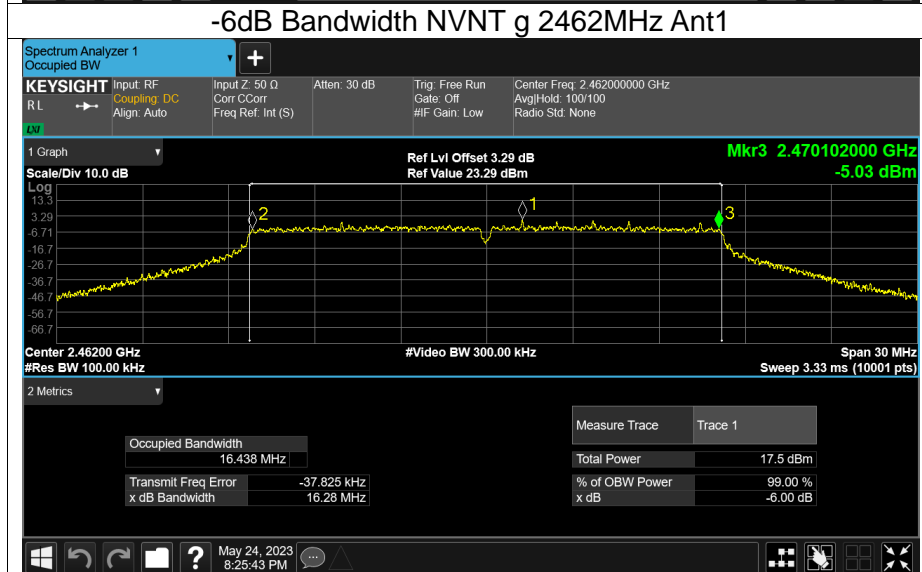 -6dB Bandwidth NVNT g 2462MHz Ant1
Spectrum Analyzer 1
Occupied BW
+
KEYSIGHT Input: RF Input Z: 50 Ω Atten: 30 dB Trig: Free Run Center Freq: 2.462000000 GHz
RL Coupling: DC Corr CCorr Gate: Off Avg|Hold: 100/100
Align: Auto Freq Ref: Int (S) #IF Gain: Low Radio Std: None
LXI
1 Graph Ref Lvl Offset 3.29 dB Mkr3 2.470102000 GHz
Scale/Div 10.0 dB Ref Value 23.29 dBm -5.03 dBm
Log
13.3
3.29
-6.71
-16.7
-26.7
-36.7
-46.7
-56.7
-66.7
2 1 3
Center 2.46200 GHz #Video BW 300.00 kHz Span 30 MHz
#Res BW 100.00 kHz Sweep 3.33 ms (10001 pts)
2 Metrics
Measure Trace Trace 1
Occupied Bandwidth
16.438 MHz Total Power 17.5 dBm
Transmit Freq Error -37.825 kHz % of OBW Power 99.00 %
x dB Bandwidth 16.28 MHz x dB -6.00 dB
? May 24, 2023
8:25:43 PM